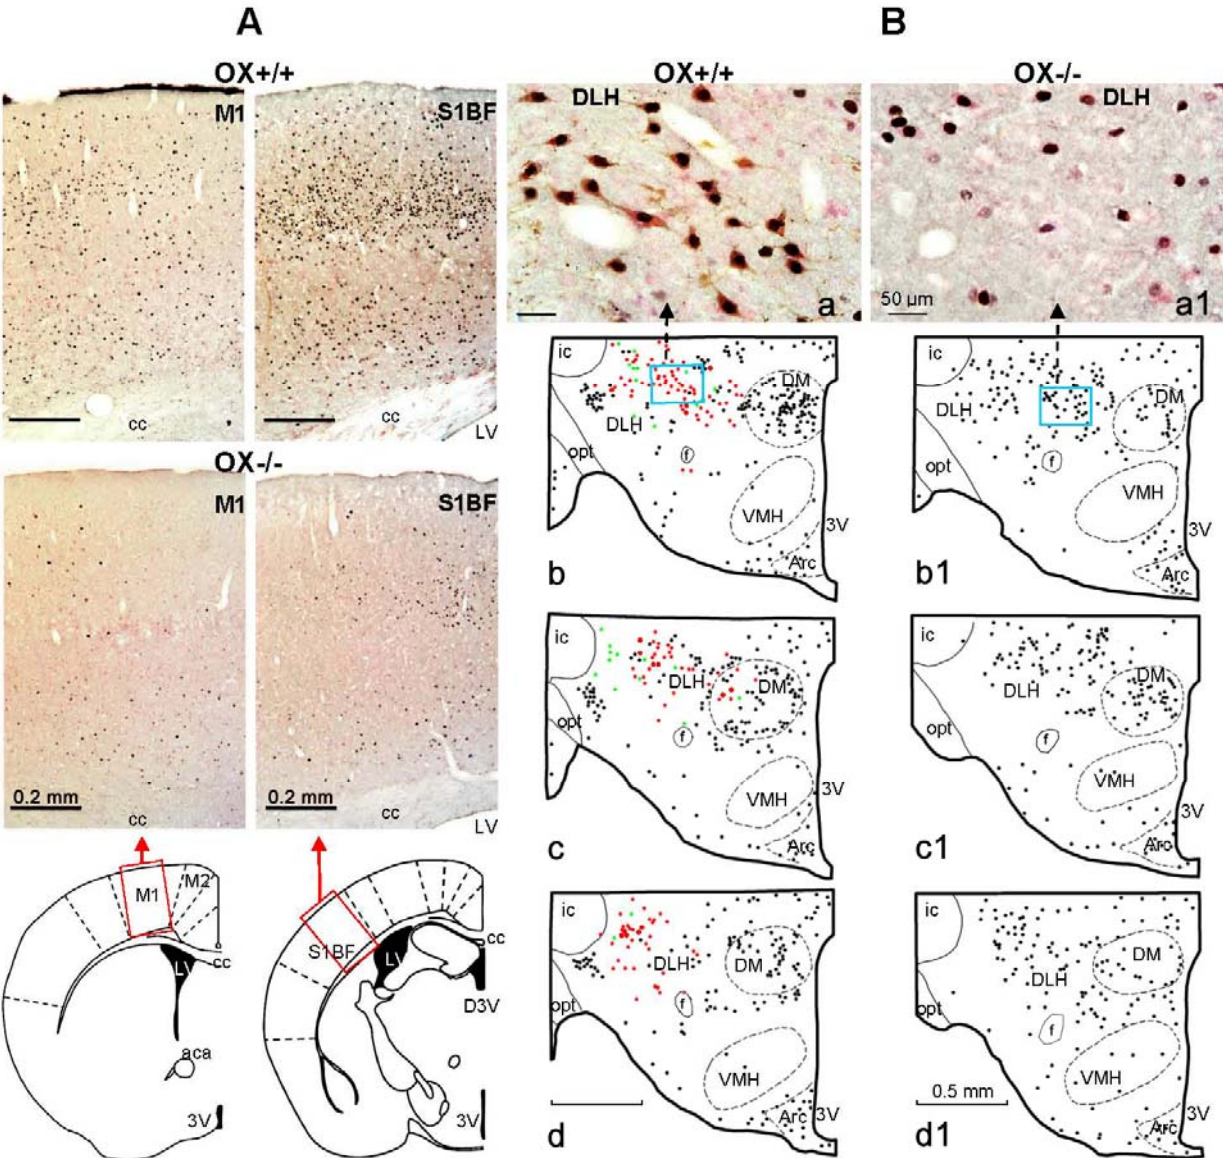 A
B
OX+/+
M1
S1BF
cc
cc
LV
OX-/-
M1
S1BF
0.2 mm
0.2 mm
cc
cc
LV
M1
M2
LV
cc
aca
3V
S1BF
LV
cc
D3V
3V
OX+/+
DLH
a
OX-/-
DLH
50 µm
a1
ic
DM
DLH
opt
f
VMH
3V
Arc
b
ic
DM
DLH
opt
f
VMH
3V
Arc
b1
ic
DLH
DM
opt
f
VMH
3V
Arc
c
ic
DM
DLH
opt
f
VMH
3V
Arc
c1
ic
DLH
DM
opt
f
VMH
Arc
3V
d
ic
DM
DLH
opt
f
VMH
0.5 mm
Arc
3V
d1